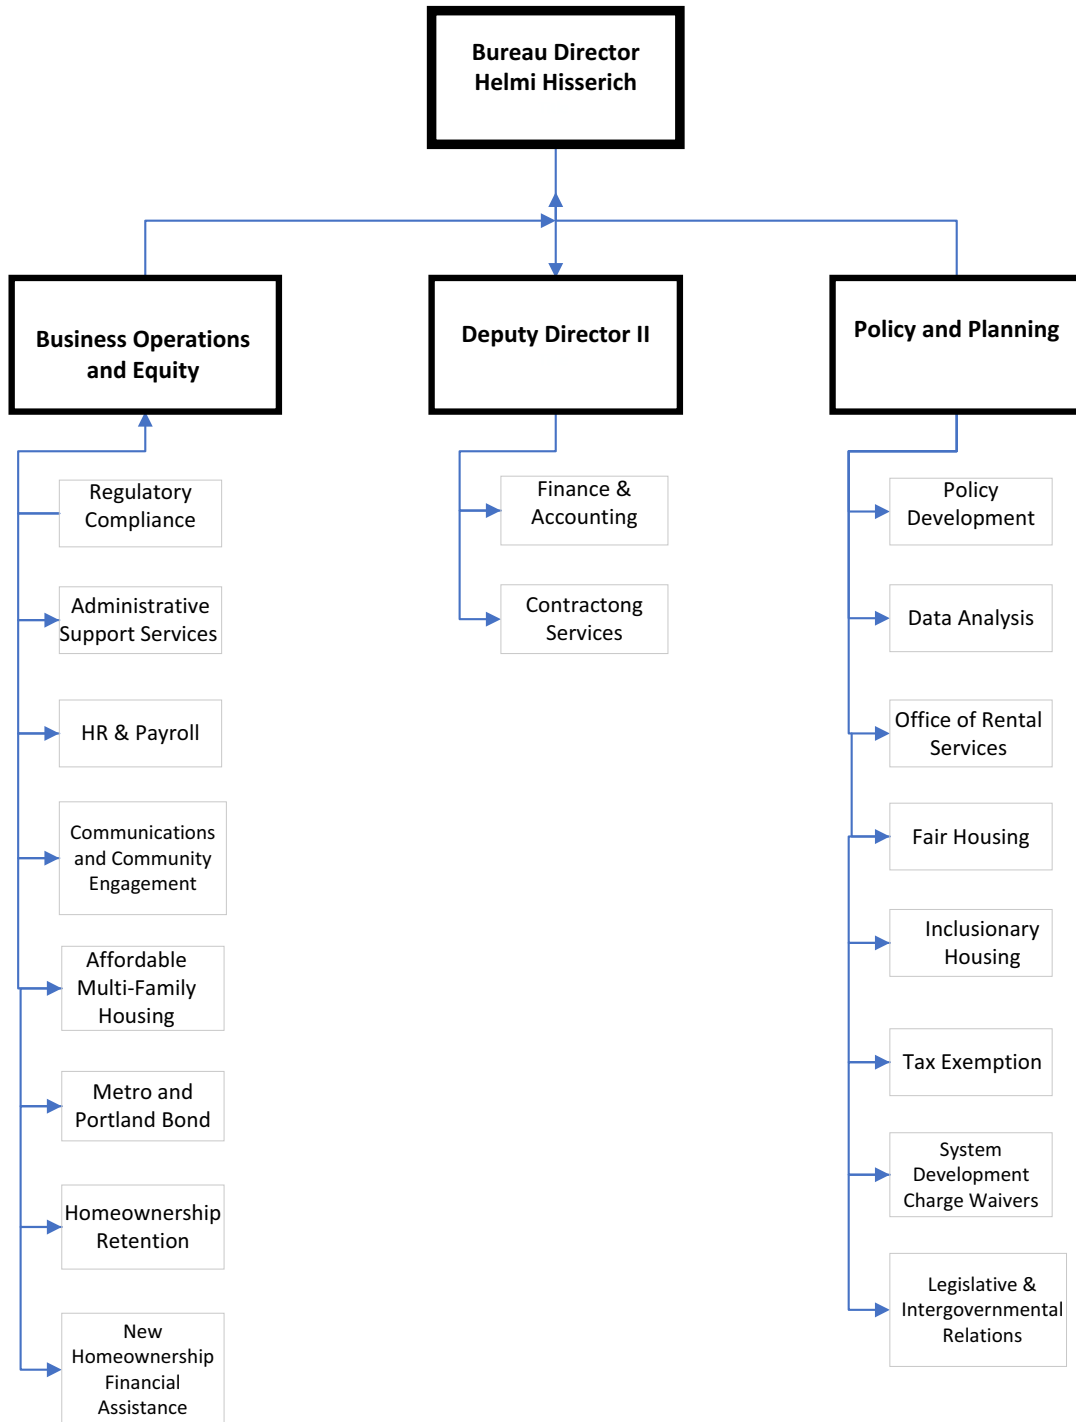 Bureau Director
Helmi Hisserich
Business Operations
and Equity
Deputy Director II
Policy and Planning
Regulatory
Compliance
Administrative
Support Services
HR & Payroll
Communications
and Community
Engagement
Affordable
Multi-Family
Housing
Metro and
Portland Bond
Homeownership
Retention
New
Homeownership
Financial
Assistance
Finance &
Accounting
Contractong
Services
Policy
Development
Data Analysis
Office of Rental
Services
Fair Housing
Inclusionary
Housing
Tax Exemption
System
Development
Charge Waivers
Legislative &
Intergovernmental
Relations